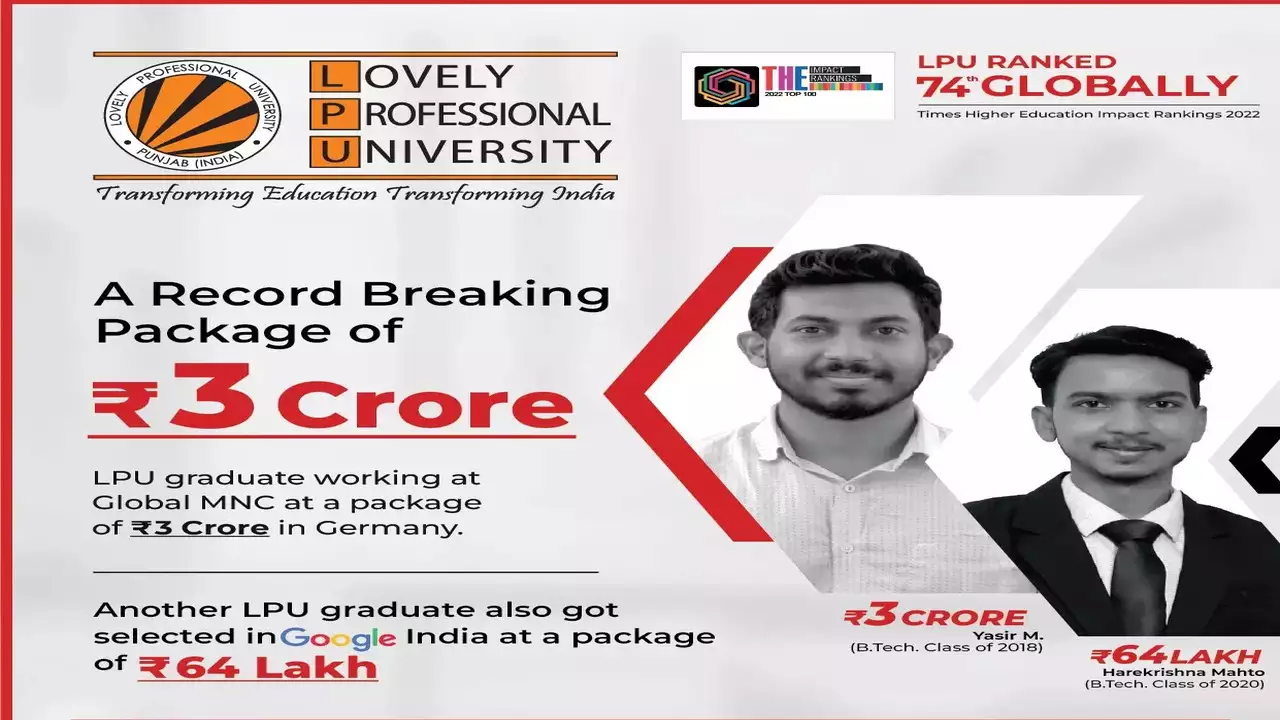 LOVELY PROFESSIONAL UNIVERSITY
PUNJAB (INDIA)
LOVELY
PROFESSIONAL
UNIVERSITY
Transforming Education Transforming India
THE IMPACT
RANKINGS
2022 TOP 100
LPU RANKED
74th GLOBALLY
Times Higher Education Impact Rankings 2022
A Record Breaking
Package of
₹3 Crore
LPU graduate working at
Global MNC at a package
of ₹3 Crore in Germany.
Another LPU graduate also got
selected in Google India at a package
of ₹64 Lakh
₹3 CRORE
Yasir M.
(B.Tech. Class of 2018)
₹64 LAKH
Harekrishna Mahto
(B.Tech. Class of 2020)